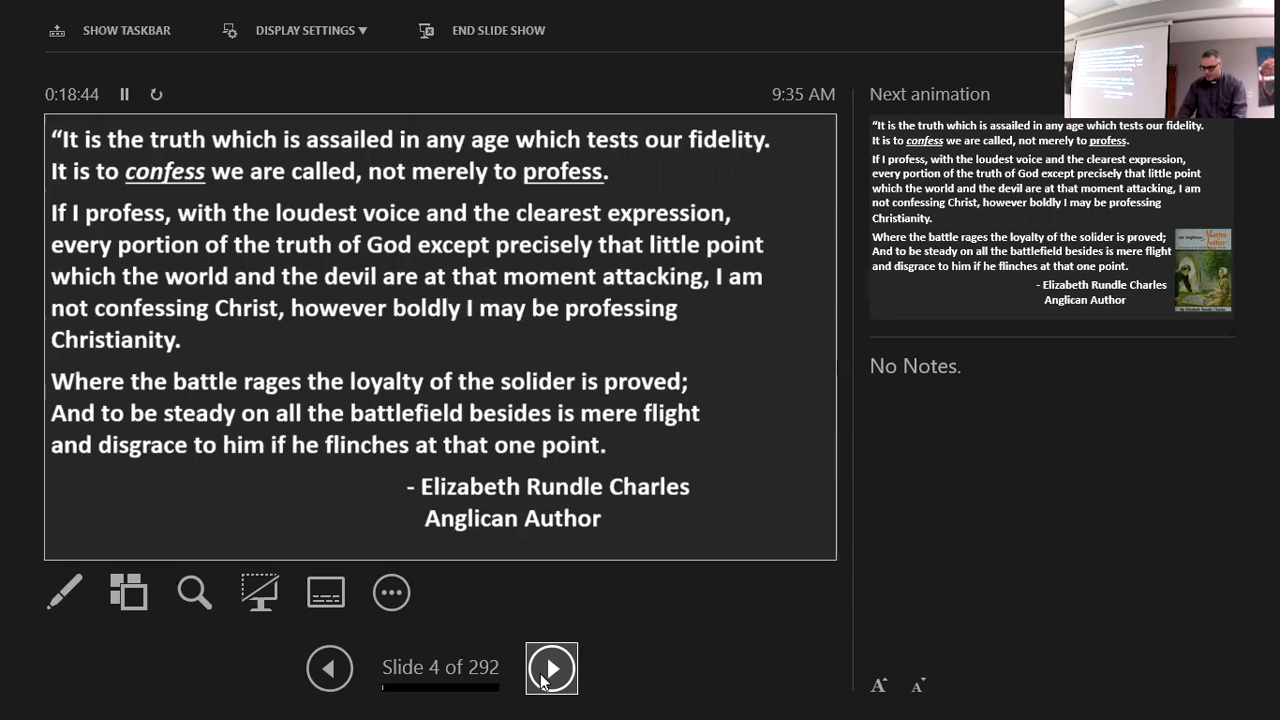 SHOW TASKBAR
DISPLAY SETTINGS ▼
END SLIDE SHOW
0:18:44
9:35 AM
“It is the truth which is assailed in any age which tests our fidelity.
It is to confess we are called, not merely to profess.
If I profess, with the loudest voice and the clearest expression,
every portion of the truth of God except precisely that little point
which the world and the devil are at that moment attacking, I am
not confessing Christ, however boldly I may be professing
Christianity.
Where the battle rages the loyalty of the solider is proved;
And to be steady on all the battlefield besides is mere flight
and disgrace to him if he flinches at that one point.
- Elizabeth Rundle Charles
Anglican Author
Slide 4 of 292
Next animation
“It is the truth which is assailed in any age which tests our fidelity.
It is to confess we are called, not merely to profess.
If I profess, with the loudest voice and the clearest expression,
every portion of the truth of God except precisely that little point
which the world and the devil are at that moment attacking, I am
not confessing Christ, however boldly I may be professing
Christianity.
Where the battle rages the loyalty of the solider is proved;
And to be steady on all the battlefield besides is mere flight
and disgrace to him if he flinches at that one point.
- Elizabeth Rundle Charles
Anglican Author
Martin
Luther
No Notes.
A A